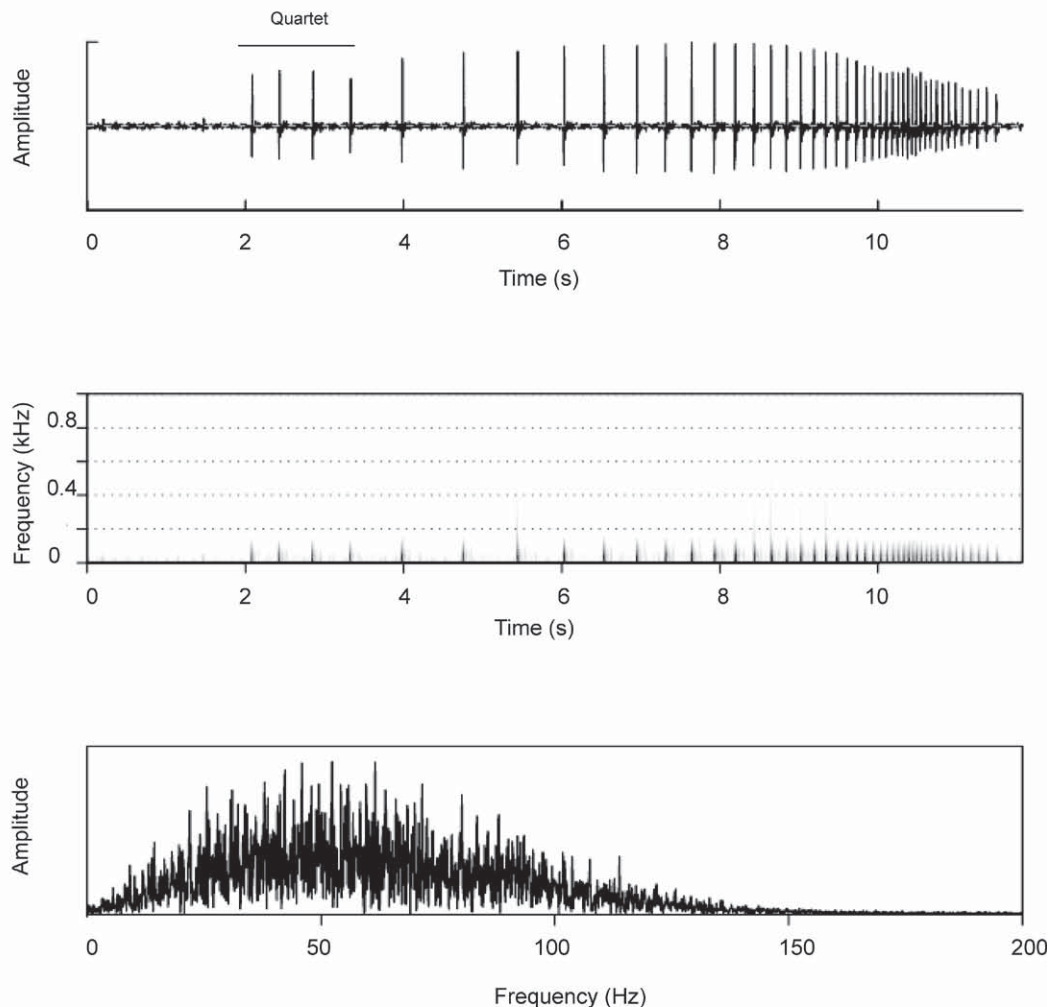 Quartet
Amplitude
0 2 4 6 8 10
Time (s)
Frequency (kHz)
0.8
0.4
0
0 2 4 6 8 10
Time (s)
Amplitude
0 50 100 150 200
Frequency (Hz)